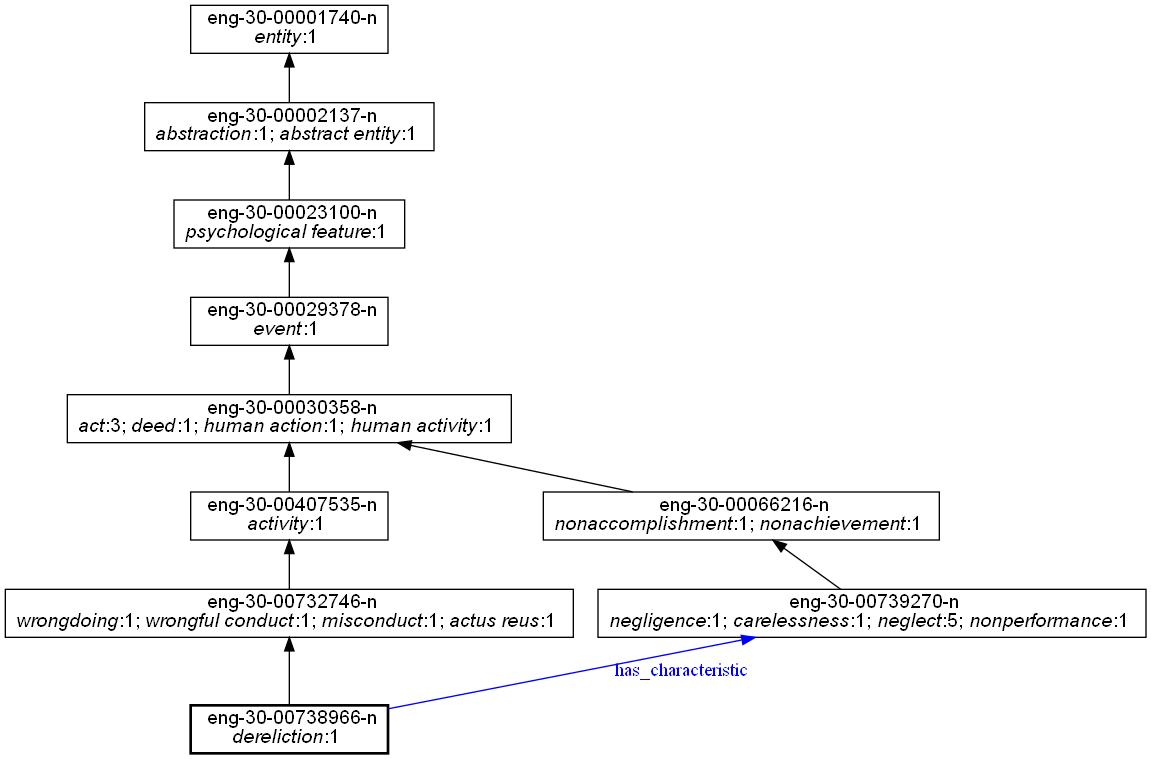 eng-30-00001740-n
entity:1
eng-30-00002137-n
abstraction:1; abstract entity:1
eng-30-00023100-n
psychological feature:1
eng-30-00029378-n
event:1
eng-30-00030358-n
act:3; deed:1; human action:1; human activity:1
eng-30-00407535-n
activity:1
eng-30-00066216-n
nonaccomplishment:1; nonachievement:1
eng-30-00732746-n
wrongdoing:1; wrongful conduct:1; misconduct:1; actus reus:1
eng-30-00739270-n
negligence:1; carelessness:1; neglect:5; nonperformance:1
has_characteristic
eng-30-00738966-n
dereliction:1